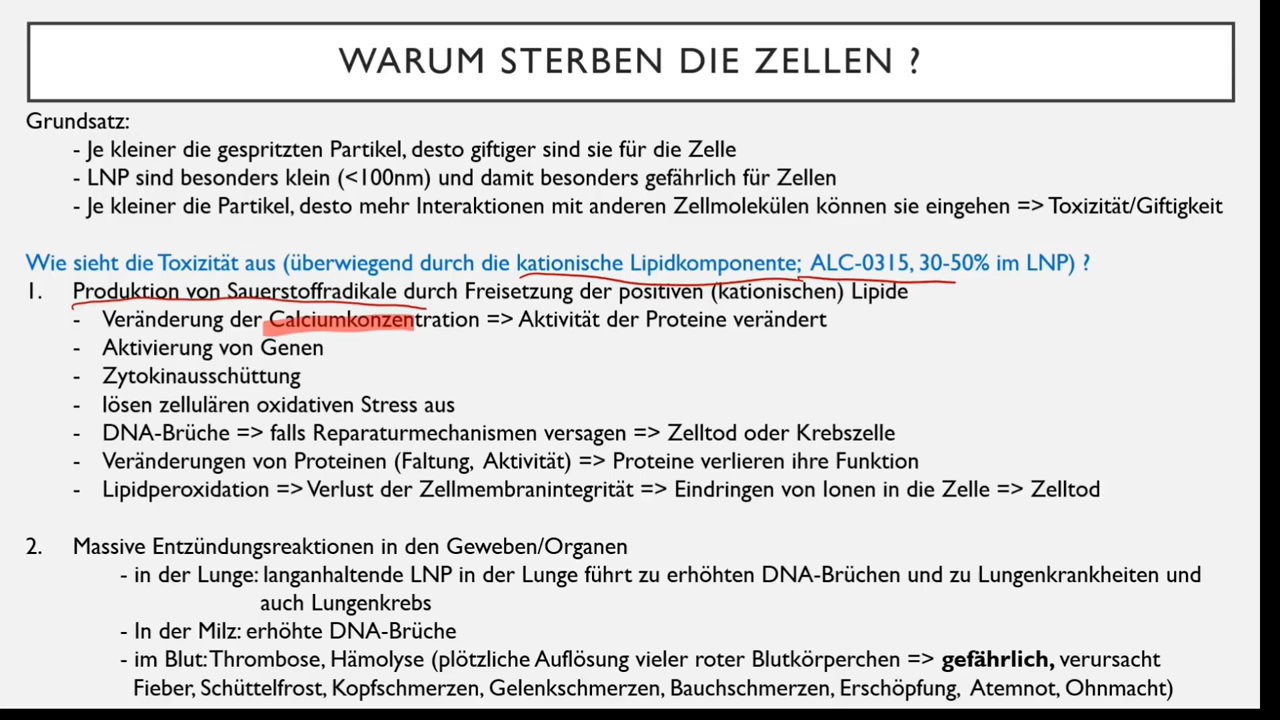 WARUM STERBEN DIE ZELLEN ?
Grundsatz:
- Je kleiner die gespritzten Partikel, desto giftiger sind sie für die Zelle
- LNP sind besonders klein (<100nm) und damit besonders gefährlich für Zellen
- Je kleiner die Partikel, desto mehr Interaktionen mit anderen Zellmolekülen können sie eingehen => Toxizität/Giftigkeit
Wie sieht die Toxizität aus (überwiegend durch die kationische Lipidkomponente; ALC-0315, 30-50% im LNP) ?
1. Produktion von Sauerstoffradikale durch Freisetzung der positiven (kationischen) Lipide
- Veränderung der Calciumkonzentration => Aktivität der Proteine verändert
- Aktivierung von Genen
- Zytokinausschüttung
- lösen zellulären oxidativen Stress aus
- DNA-Brüche => falls Reparaturmechanismen versagen => Zelltod oder Krebszelle
- Veränderungen von Proteinen (Faltung, Aktivität) => Proteine verlieren ihre Funktion
- Lipidperoxidation => Verlust der Zellmembranintegrität => Eindringen von Ionen in die Zelle => Zelltod
2. Massive Entzündungsreaktionen in den Geweben/Organen
- in der Lunge: langanhaltende LNP in der Lunge führt zu erhöhten DNA-Brüchen und zu Lungenkrankheiten und
auch Lungenkrebs
- In der Milz: erhöhte DNA-Brüche
- im Blut: Thrombose, Hämolyse (plötzliche Auflösung vieler roter Blutkörperchen => gefährlich, verursacht
Fieber, Schüttelfrost, Kopfschmerzen, Gelenkschmerzen, Bauchschmerzen, Erschöpfung, Atemnot, Ohnmacht)